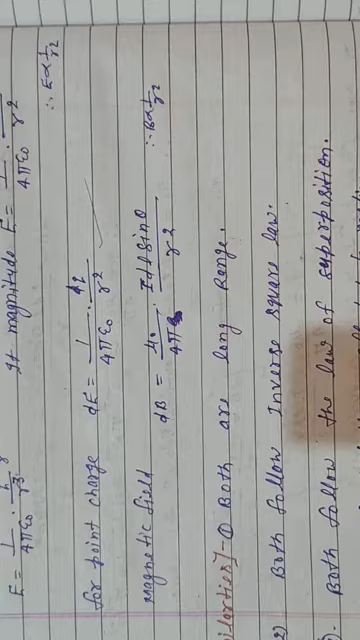 E = 1/4πε₀ · /r³ It magnitude E = 1/4πε₀ · /r²
∴ E α 1/r²
for point charge dE = 1/4πε₀ · dq/r²
magnetic field dB = μ₀/4π · Idl sinθ/r² ∴ B α 1/r²
① Both are long Range.
2) Both follow Inverse square law.
Both follow the law of superposition.